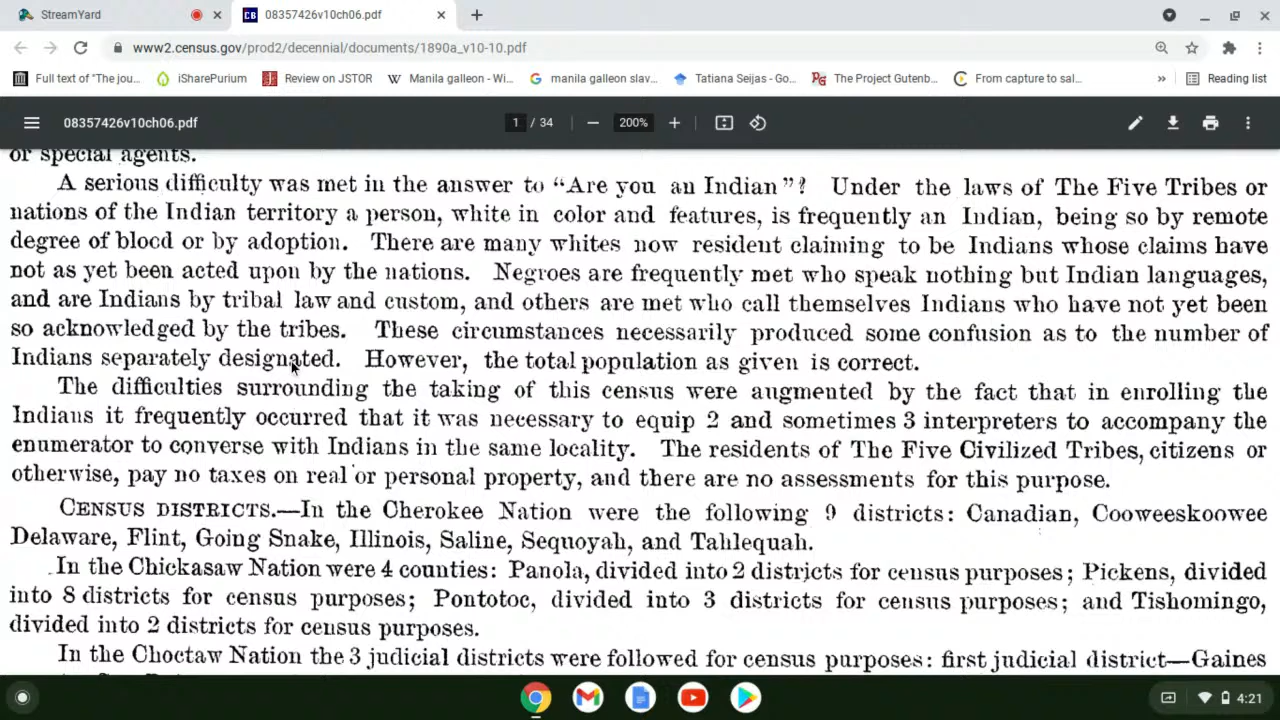 StreamYard
CB 08357426v10ch06.pdf
www2.census.gov/prod2/decennial/documents/1890a_v10-10.pdf
Full text of "The jou... iSharePurium Review on JSTOR W Manila galleon - Wi... G manila galleon slav... Tatiana Seijas - Go... PG The Project Gutenb... From capture to sal... » Reading list
08357426v10ch06.pdf 1 / 34 — 200% +
or special agents.
A serious difficulty was met in the answer to “Are you an Indian”? Under the laws of The Five Tribes or
nations of the Indian territory a person, white in color and features, is frequently an Indian, being so by remote
degree of blood or by adoption. There are many whites now resident claiming to be Indians whose claims have
not as yet been acted upon by the nations. Negroes are frequently met who speak nothing but Indian languages,
and are Indians by tribal law and custom, and others are met who call themselves Indians who have not yet been
so acknowledged by the tribes. These circumstances necessarily produced some confusion as to the number of
Indians separately designated. However, the total population as given is correct.
The difficulties surrounding the taking of this census were augmented by the fact that in enrolling the
Indians it frequently occurred that it was necessary to equip 2 and sometimes 3 interpreters to accompany the
enumerator to converse with Indians in the same locality. The residents of The Five Civilized Tribes, citizens or
otherwise, pay no taxes on real or personal property, and there are no assessments for this purpose.
CENSUS DISTRICTS.—In the Cherokee Nation were the following 9 districts: Canadian, Cooweeskoowee
Delaware, Flint, Going Snake, Illinois, Saline, Sequoyah, and Tahlequah.
In the Chickasaw Nation were 4 counties: Panola, divided into 2 districts for census purposes; Pickens, divided
into 8 districts for census purposes; Pontotoc, divided into 3 districts for census purposes; and Tishomingo,
divided into 2 districts for census purposes.
In the Choctaw Nation the 3 judicial districts were followed for census purposes: first judicial district—Gaines
4:21